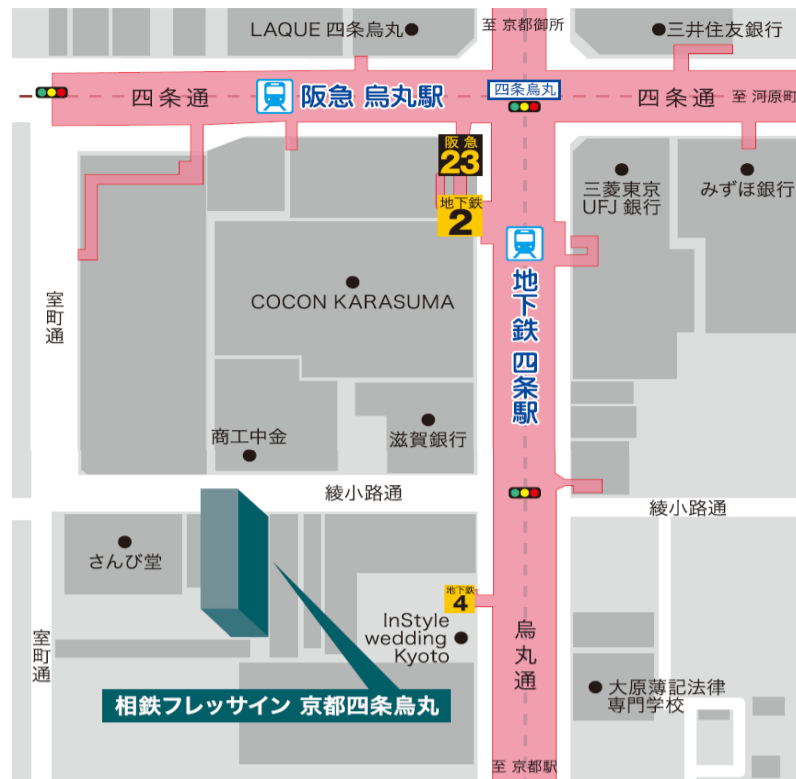 至 京都御所
LAQUE 四条烏丸
三井住友銀行
四条通
阪急 烏丸駅
四条烏丸
四条通
至 河原町
阪急
23
地下鉄
2
三菱東京
UFJ 銀行
みずほ銀行
地下鉄 四条駅
COCON KARASUMA
室町通
商工中金
滋賀銀行
綾小路通
綾小路通
さんび堂
地下鉄
4
InStyle
wedding
Kyoto
烏丸通
室町通
大原薄記法律
専門学校
相鉄フレッサイン 京都四条烏丸
至 京都駅